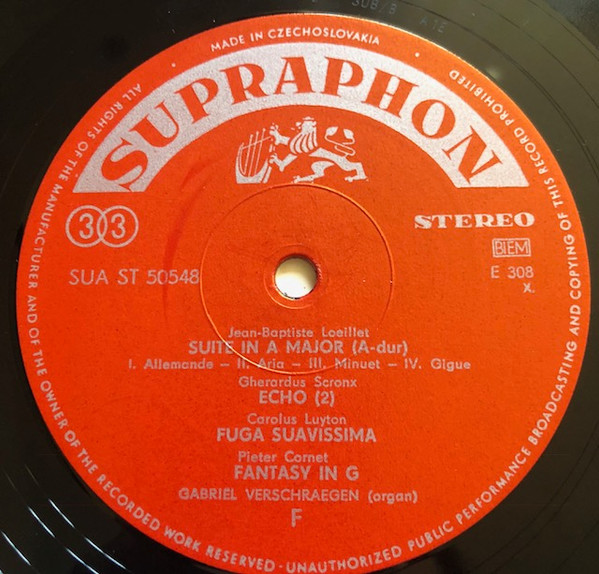 MADE IN CZECHOSLOVAKIA
ALL RIGHTS OF THE MANUFACTURER AND OF THE OWNER OF THE RECORDED WORK RESERVED - UNAUTHORIZED PUBLIC PERFORMANCE BROADCASTING AND COPYING OF THIS RECORD PROHIBITED
SUPRAPHON
33
STEREO
BIEM
SUA ST 50548
E 308
X.
Jean-Baptiste Loeillet
SUITE IN A MAJOR (A-dur)
I. Allemande – II. Aria – III. Minuet – IV. Gigue
Gherardus Scronx
ECHO (2)
Carolus Luyton
FUGA SUAVISSIMA
Pieter Cornet
FANTASY IN G
GABRIEL VERSCHRAEGEN (organ)
F